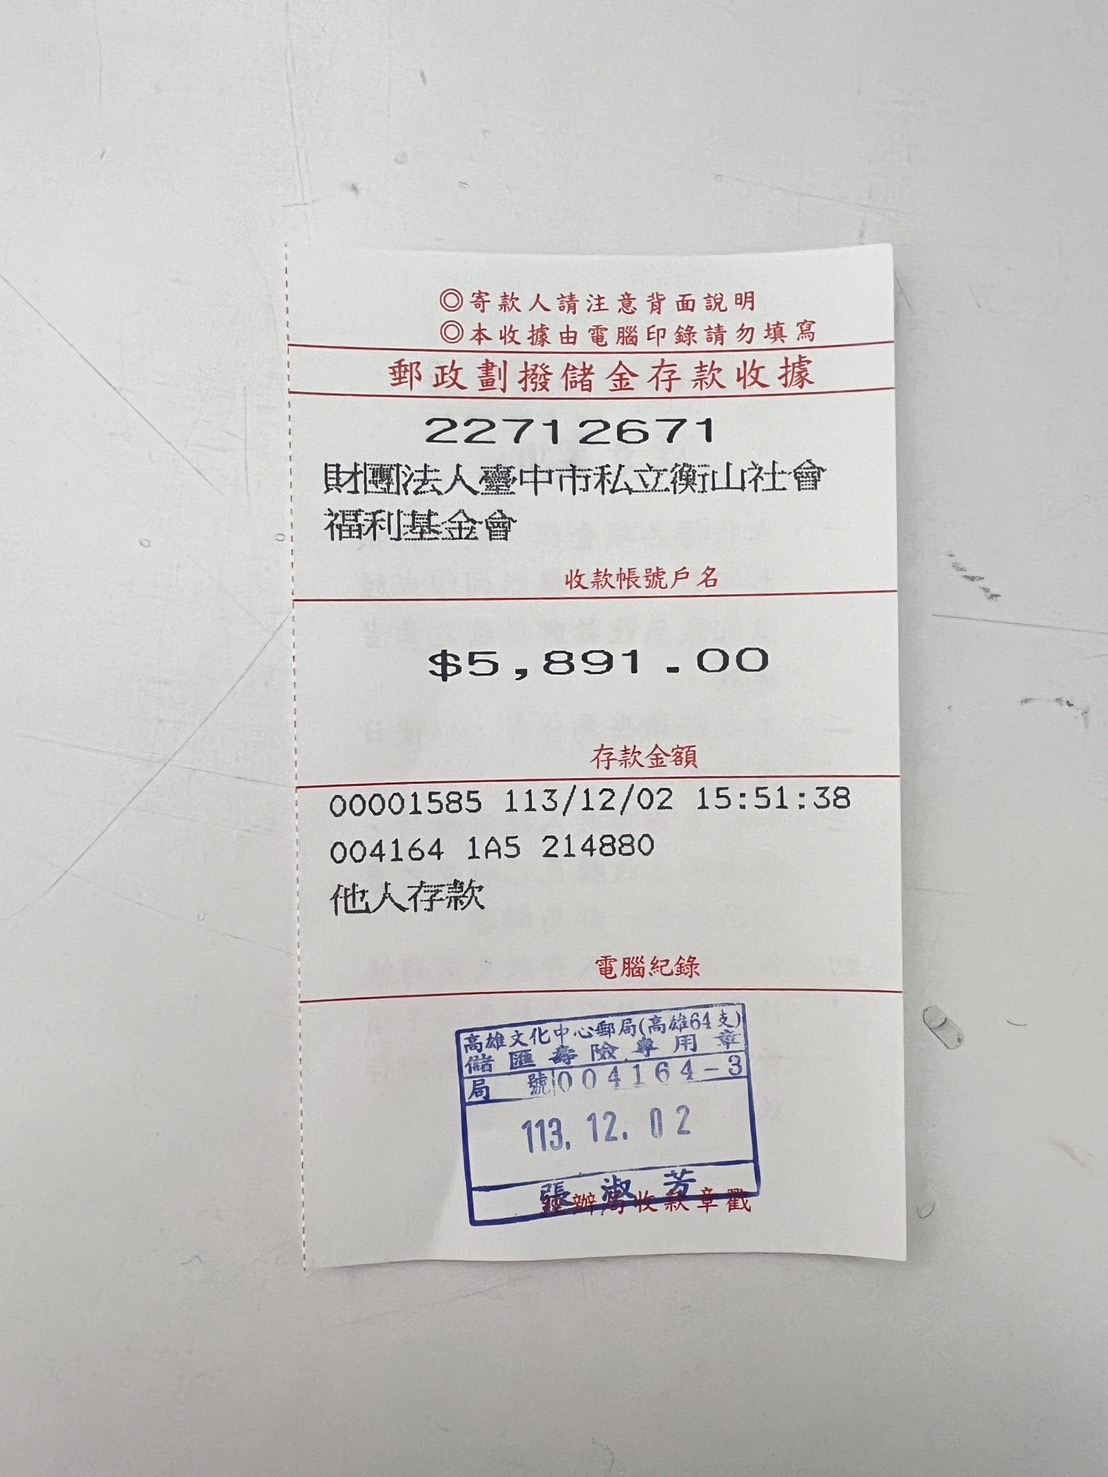 ◎寄款人請注意背面說明
◎本收據由電腦印錄請勿填寫
郵政劃撥儲金存款收據
22712671
財團法人臺中市私立衡山社會
福利基金會
收款帳號戶名
$5,891.00
存款金額
00001585 113/12/02 15:51:38
004164 1A5 214880
他人存款
電腦紀錄
高雄文化中心郵局(高雄64支)
儲匯壽險專用章
局號004164-3
113.12.02
張淑芳
經辦局收款章戳